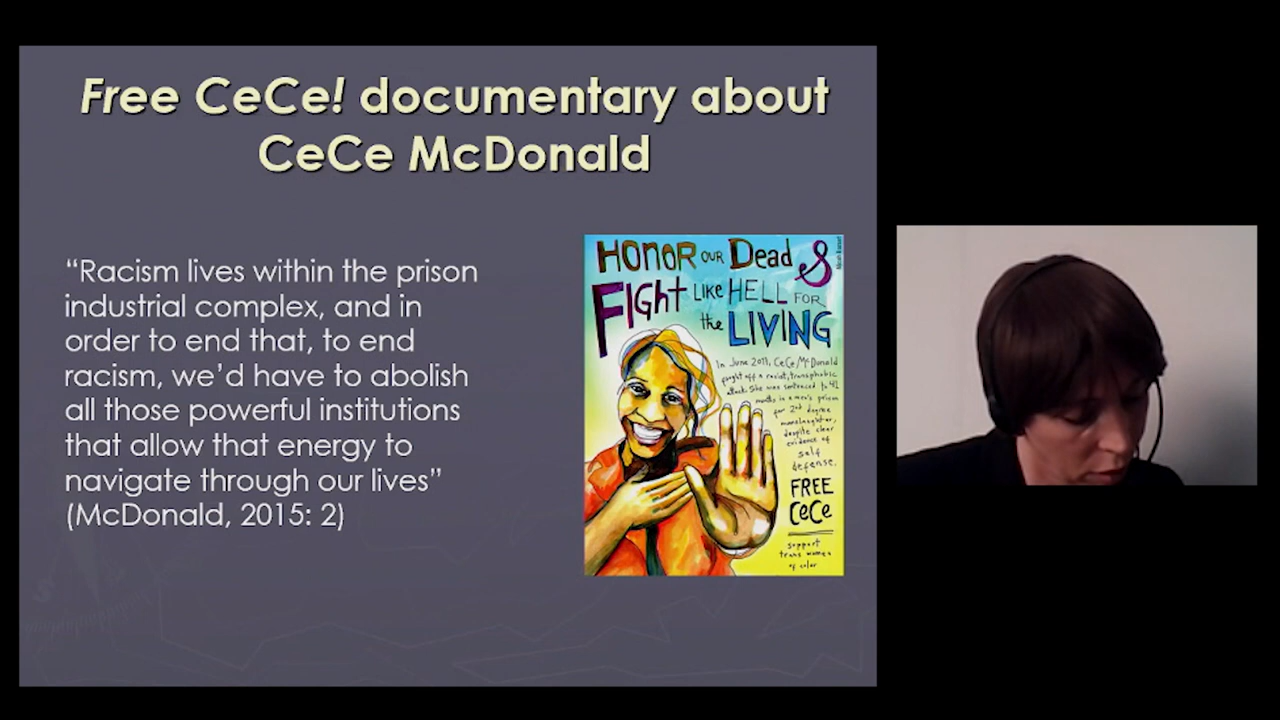 Free CeCe! documentary about
CeCe McDonald
“Racism lives within the prison
industrial complex, and in
order to end that, to end
racism, we’d have to abolish
all those powerful institutions
that allow that energy to
navigate through our lives”
(McDonald, 2015: 2)
HONOR OUR Dead &
FIGht LIKE HELL FOR
the LIVING
In June 2011, CeCe McDonald
fought off a racist, transphobic
attack. She was sentenced to 41
months in a men's prison
for 2nd degree
manslaughter,
despite clear
evidence of
self
defense.
FREE
CeCe
support
trans women
of color